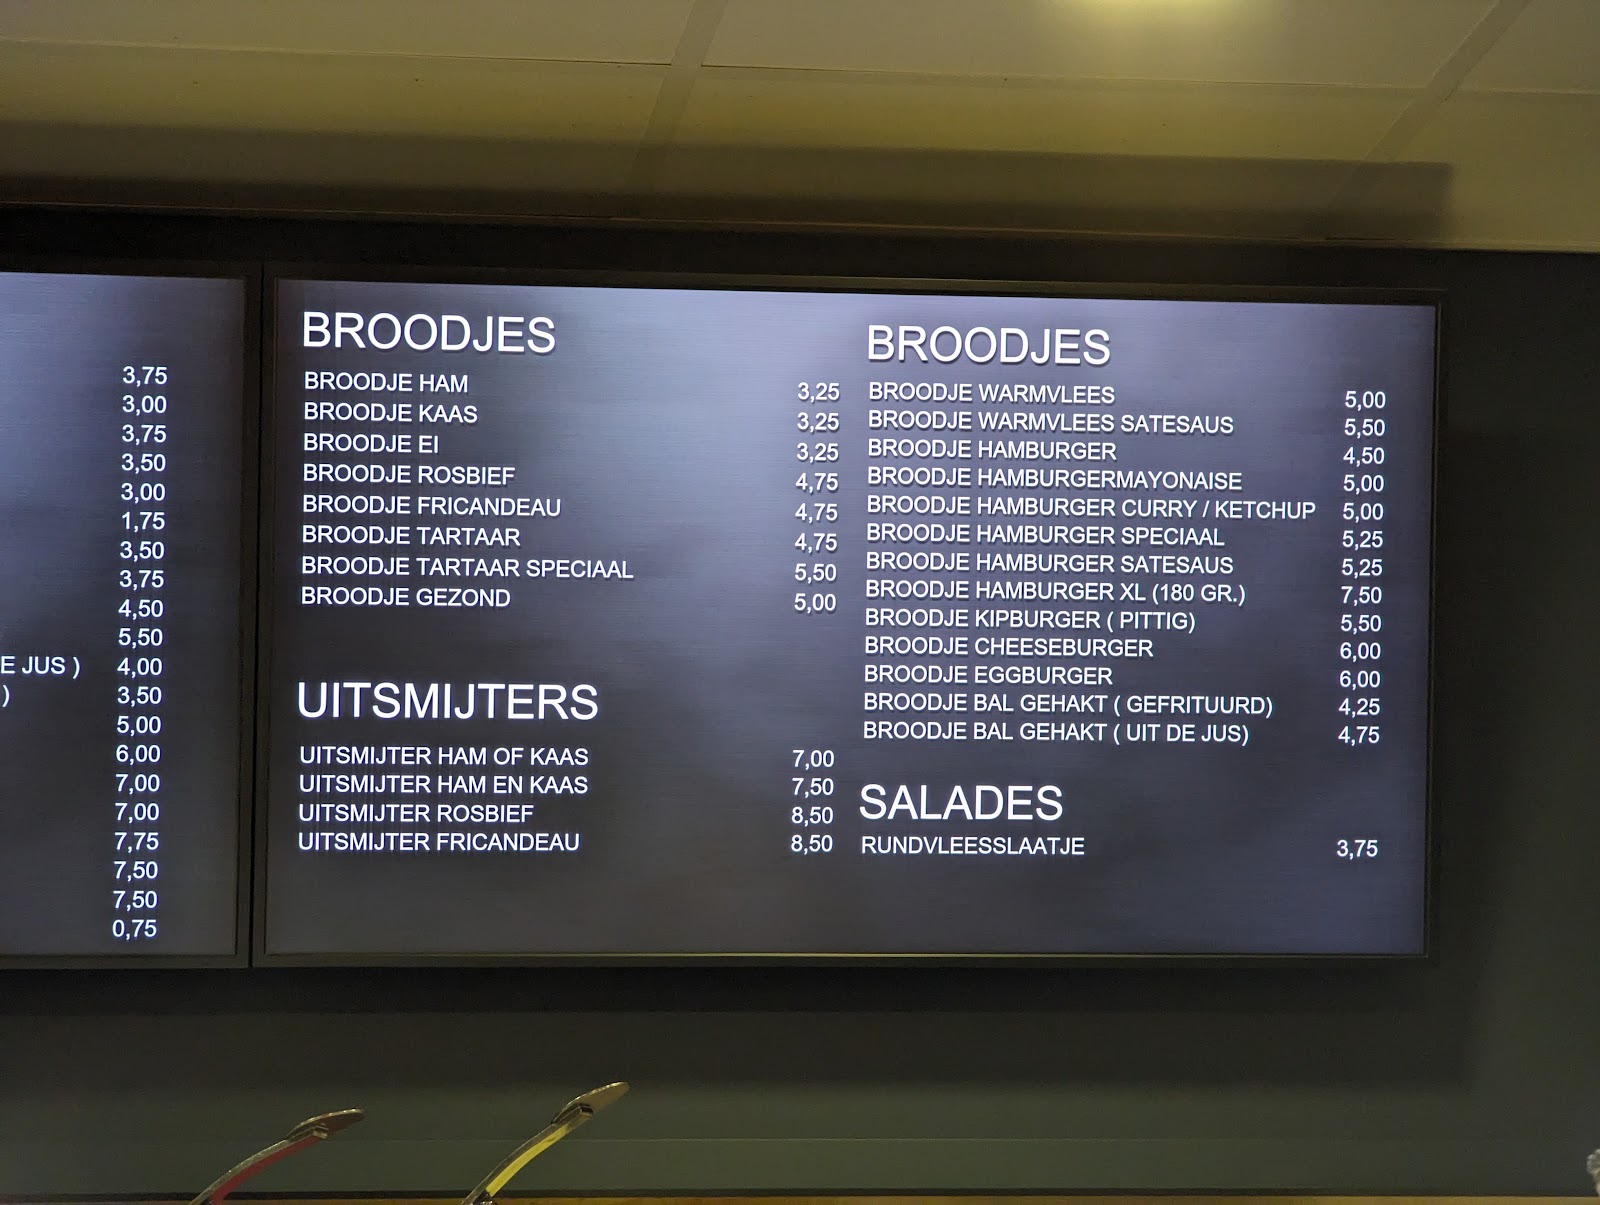 3,75
3,00
3,75
3,50
3,00
1,75
3,50
3,75
4,50
5,50
E JUS ) 4,00
) 3,50
5,00
6,00
7,00
7,00
7,75
7,50
7,50
0,75
BROODJES
BROODJE HAM 3,25
BROODJE KAAS 3,25
BROODJE EI 3,25
BROODJE ROSBIEF 4,75
BROODJE FRICANDEAU 4,75
BROODJE TARTAAR 4,75
BROODJE TARTAAR SPECIAAL 5,50
BROODJE GEZOND 5,00
UITSMIJTERS
UITSMIJTER HAM OF KAAS 7,00
UITSMIJTER HAM EN KAAS 7,50
UITSMIJTER ROSBIEF 8,50
UITSMIJTER FRICANDEAU 8,50
BROODJES
BROODJE WARMVLEES 5,00
BROODJE WARMVLEES SATESAUS 5,50
BROODJE HAMBURGER 4,50
BROODJE HAMBURGERMAYONAISE 5,00
BROODJE HAMBURGER CURRY / KETCHUP 5,00
BROODJE HAMBURGER SPECIAAL 5,25
BROODJE HAMBURGER SATESAUS 5,25
BROODJE HAMBURGER XL (180 GR.) 7,50
BROODJE KIPBURGER ( PITTIG) 5,50
BROODJE CHEESEBURGER 6,00
BROODJE EGGBURGER 6,00
BROODJE BAL GEHAKT ( GEFRITUURD) 4,25
BROODJE BAL GEHAKT ( UIT DE JUS) 4,75
SALADES
RUNDVLEESSLAATJE 3,75